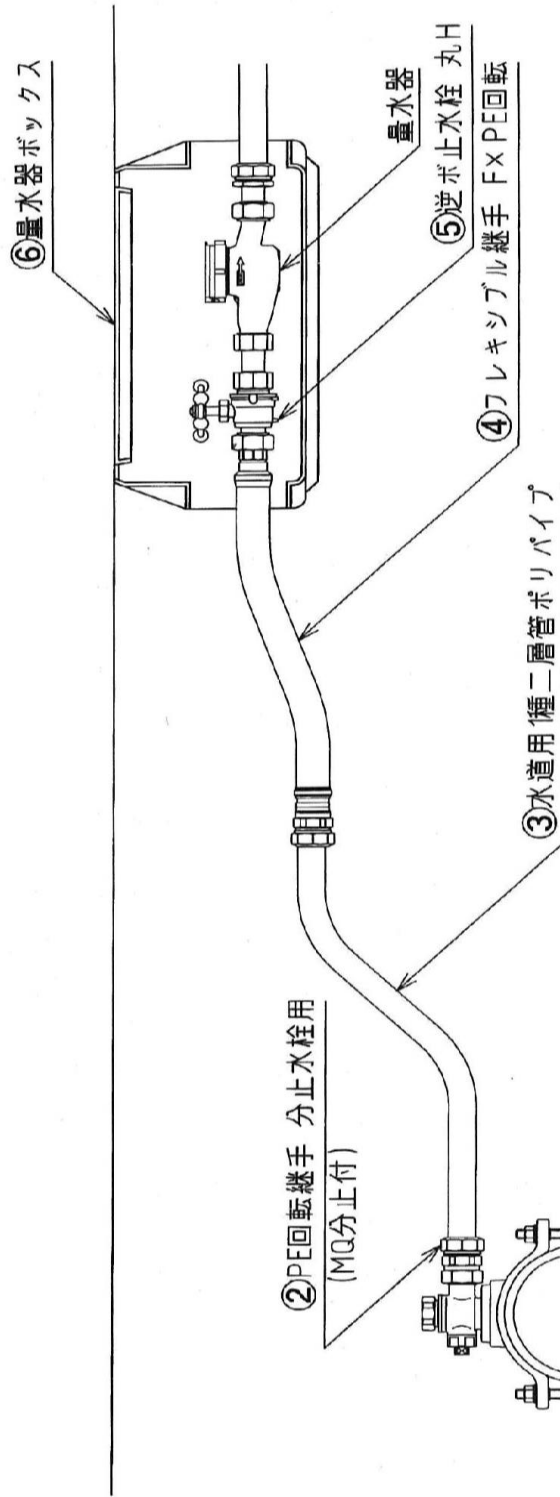 ⑥量水器ボックス
量水器
⑤逆ボ止水栓 丸H
④フレキシブル継手 F×PE回転
③水道用1種二層管ポリパイプ
②PE回転継手 分止水栓用
(MQ分止付)